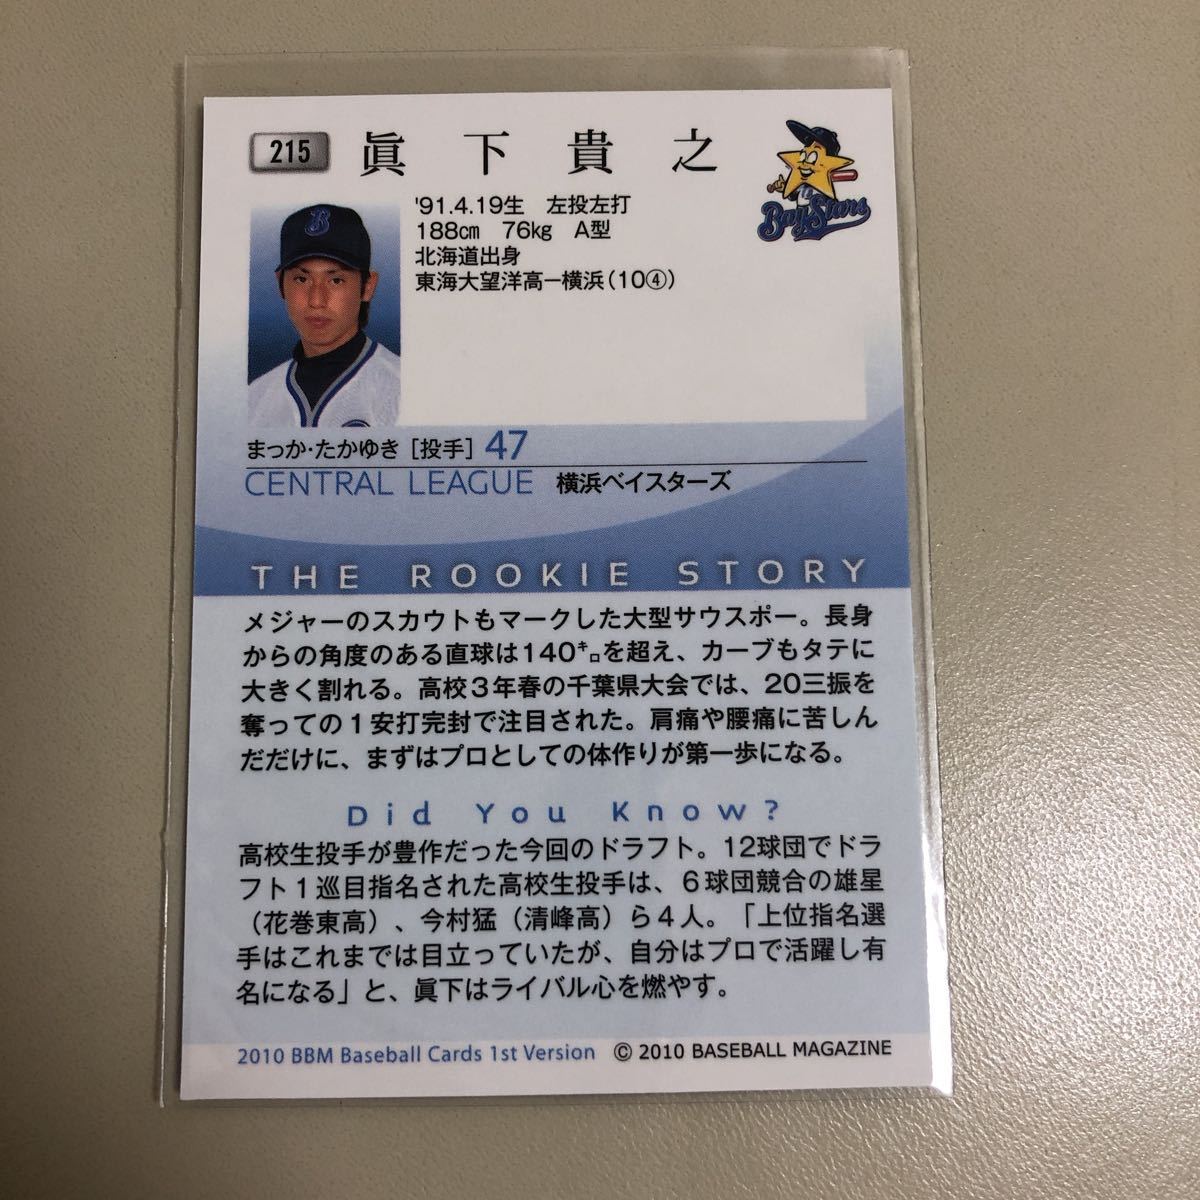 215 眞下貴之
'91.4.19生 左投左打
188cm 76kg A型
北海道出身
東海大望洋高ー横浜(10④)
B
BayStars
まっか・たかゆき [投手] 47
CENTRAL LEAGUE 横浜ベイスターズ
THE ROOKIE STORY
メジャーのスカウトもマークした大型サウスポー。長身
からの角度のある直球は140㌔を超え、カーブもタテに
大きく割れる。高校3年春の千葉県大会では、20三振を
奪っての1安打完封で注目された。肩痛や腰痛に苦しん
だだけに、まずはプロとしての体作りが第一歩になる。
Did You Know?
高校生投手が豊作だった今回のドラフト。12球団でドラ
フト1巡目指名された高校生投手は、6球団競合の雄星
(花巻東高)、今村猛(清峰高)ら4人。「上位指名選
手はこれまでは目立っていたが、自分はプロで活躍し有
名になる」と、眞下はライバル心を燃やす。
2010 BBM Baseball Cards 1st Version © 2010 BASEBALL MAGAZINE